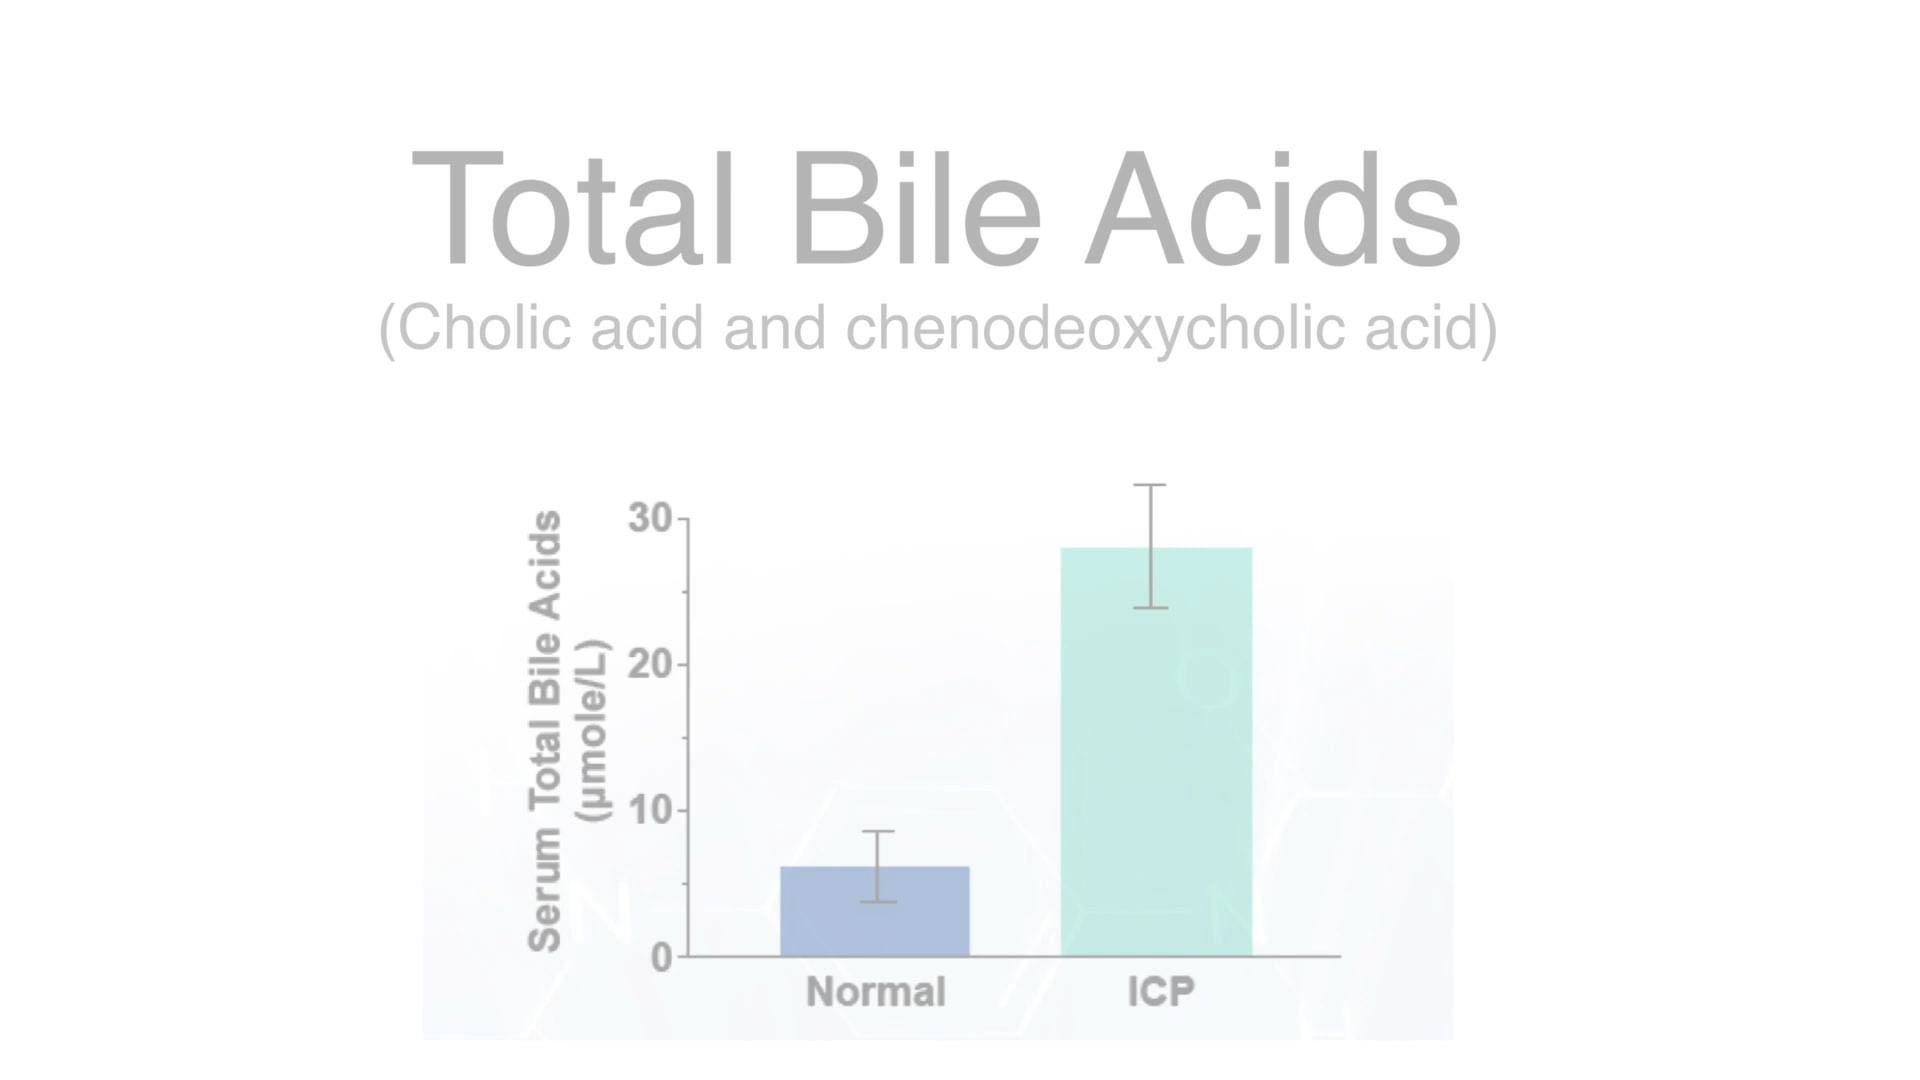 Total Bile Acids
(Cholic acid and chenodeoxycholic acid)
Serum Total Bile Acids
(µmole/L)
30
20
10
0
Normal
ICP
O
H
N
N